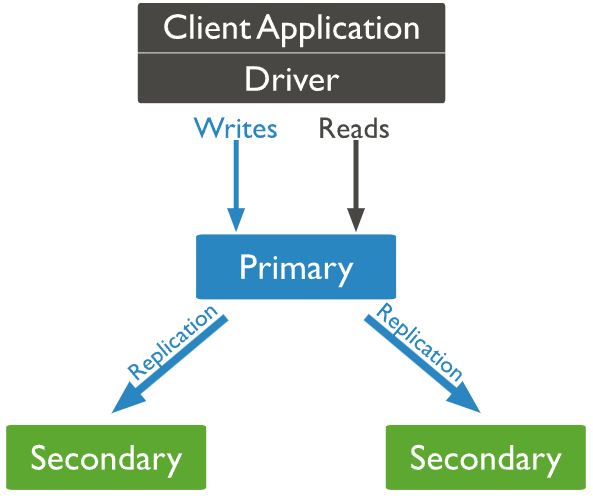 Client Application
Driver
Writes
Reads
Primary
Replication
Replication
Secondary
Secondary